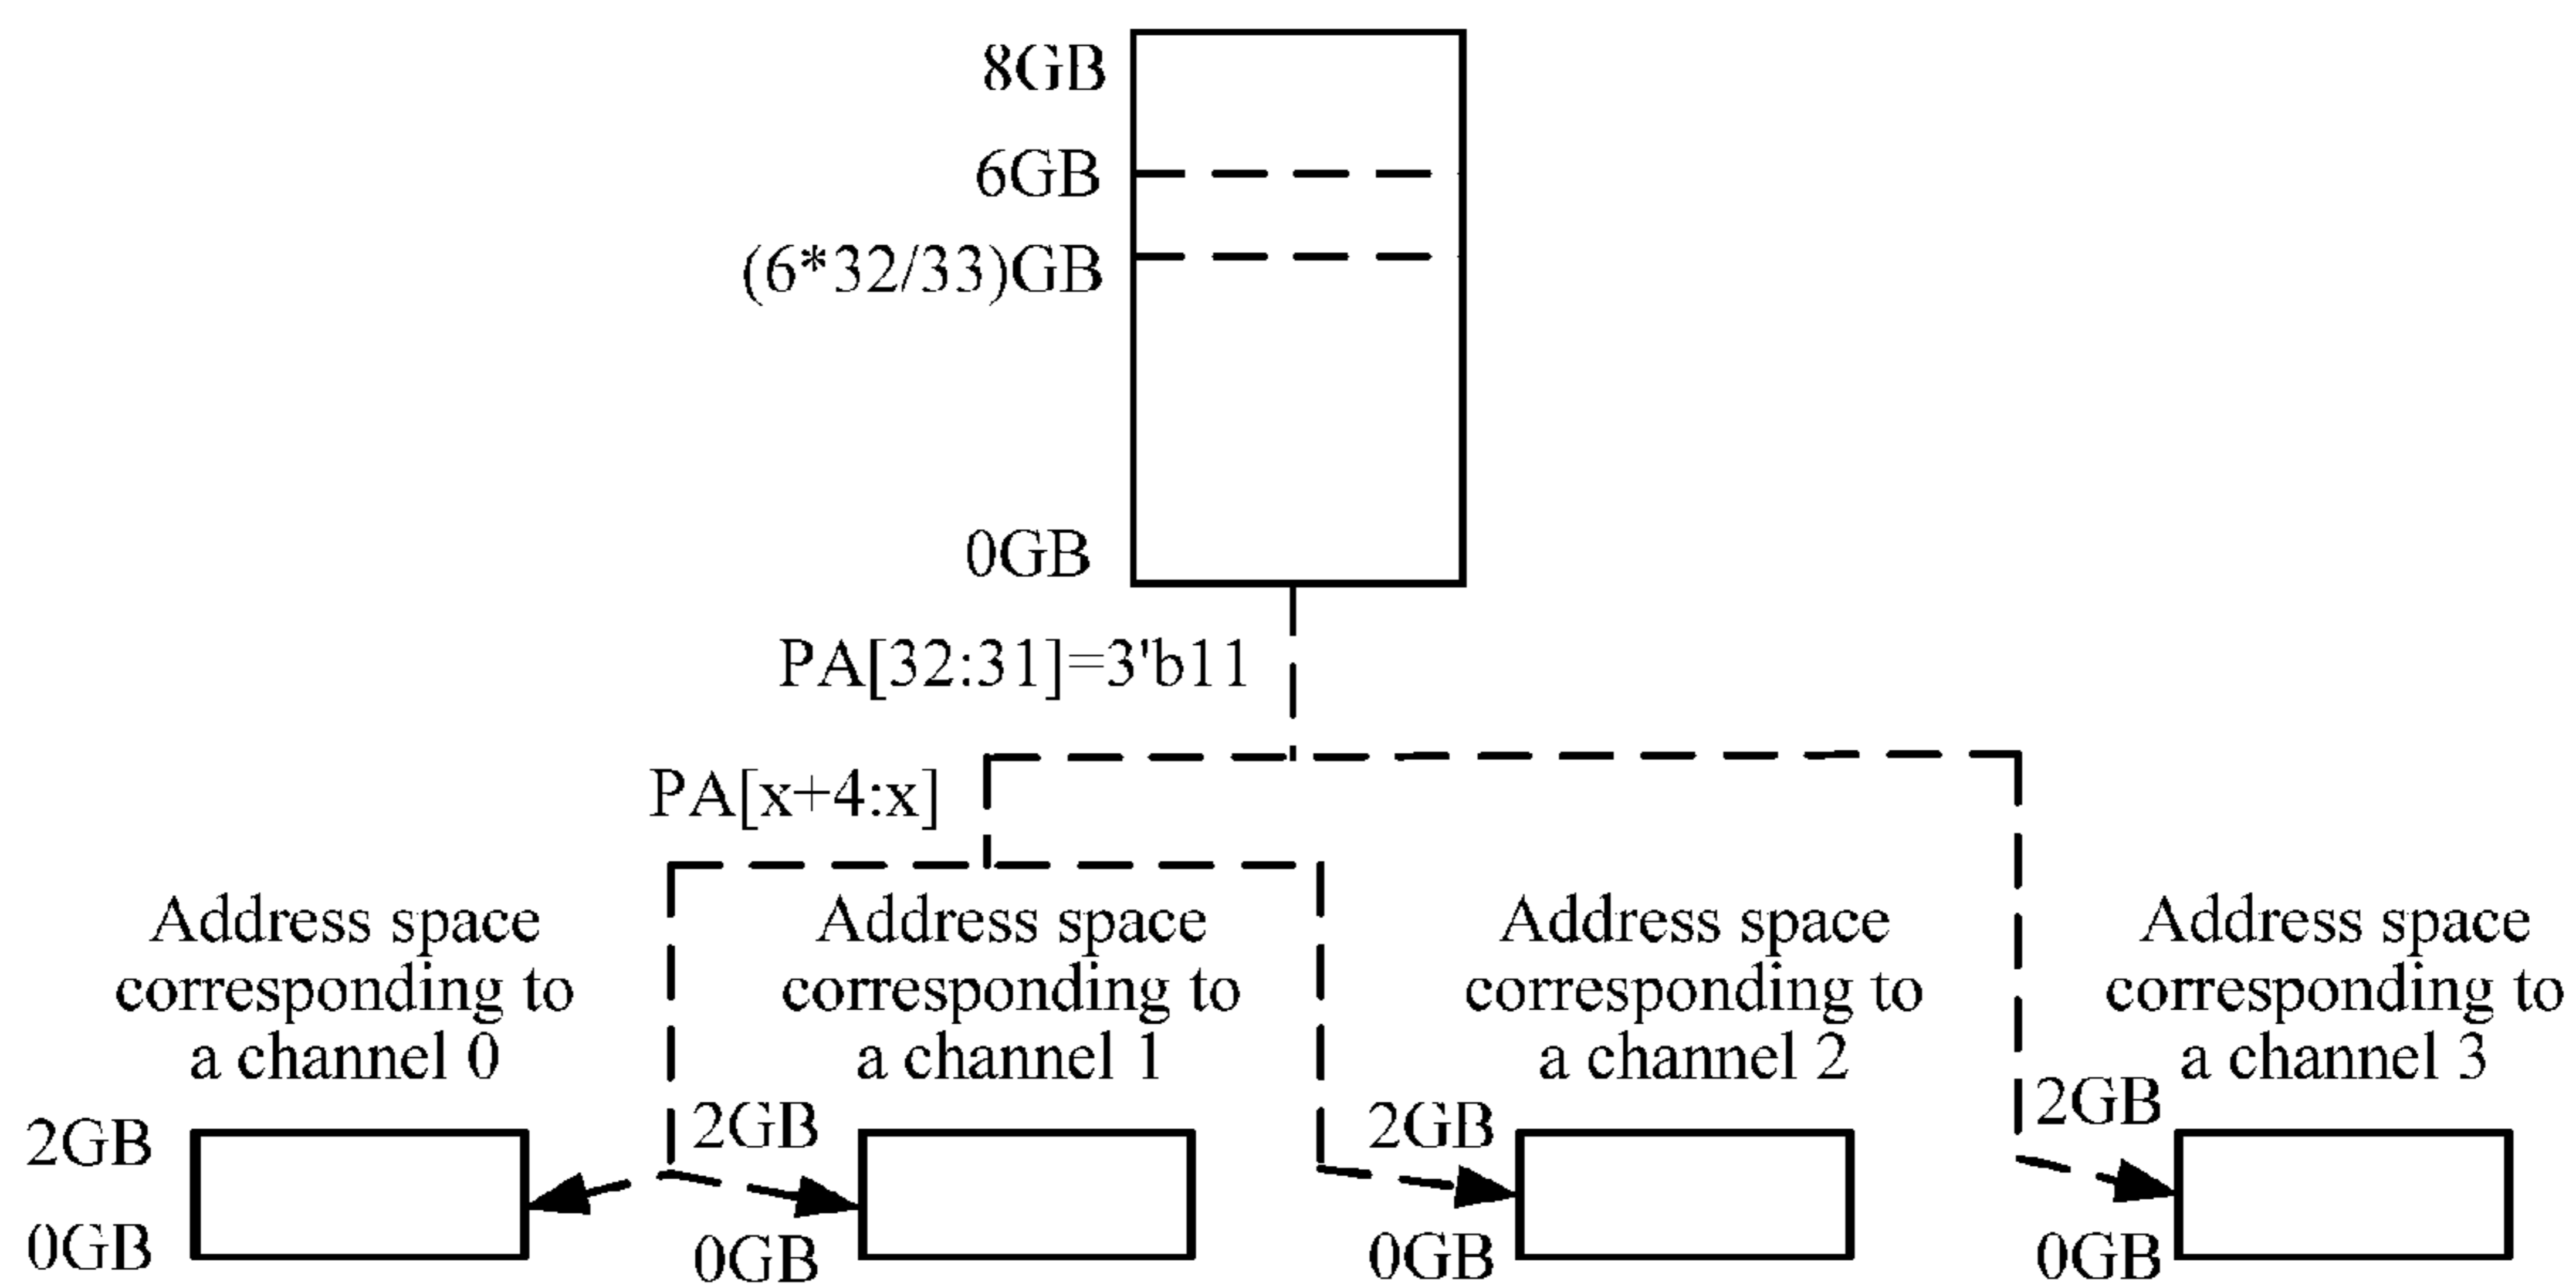 8GB
6GB
(6*32/33)GB
0GB
PA[32:31]=3'b11
PA[x+4:x]
Address space
corresponding to
a channel 0
2GB
0GB
Address space
corresponding to
a channel 1
2GB
0GB
Address space
corresponding to
a channel 2
2GB
0GB
Address space
corresponding to
a channel 3
2GB
0GB